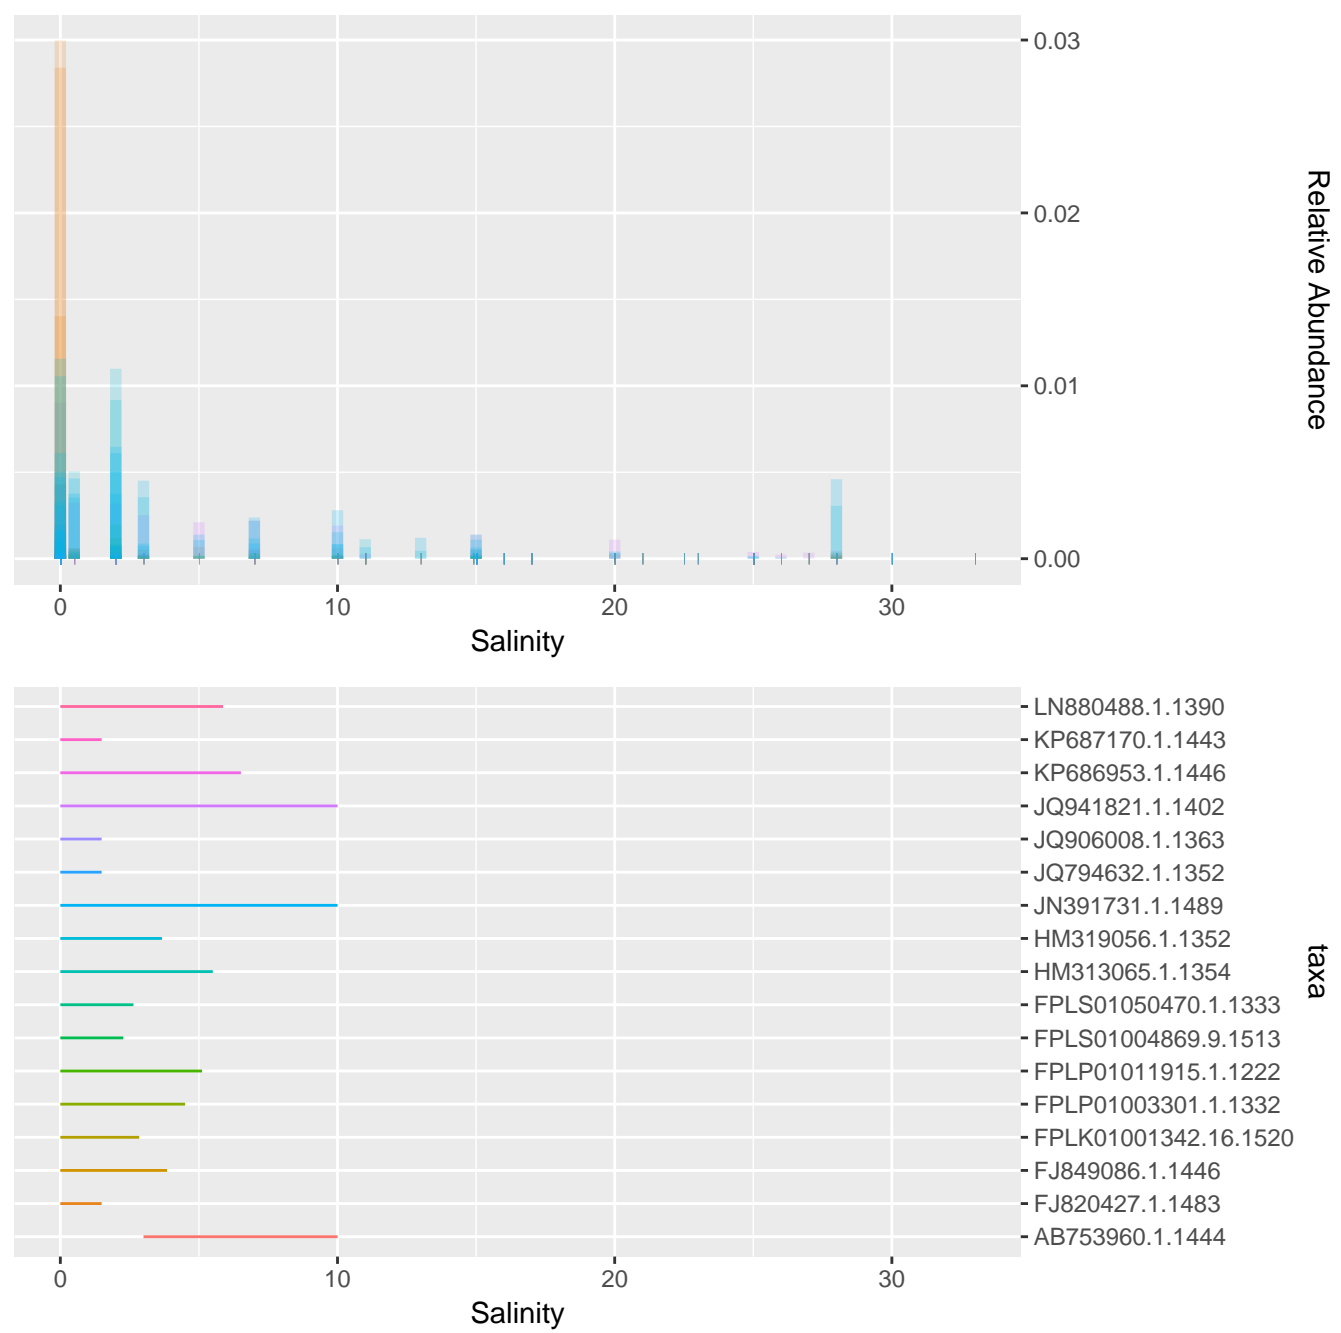 0.03
0.02
0.01
0.00
Relative Abundance
0 10 20 30
Salinity
LN880488.1.1390
KP687170.1.1443
KP686953.1.1446
JQ941821.1.1402
JQ906008.1.1363
JQ794632.1.1352
JN391731.1.1489
HM319056.1.1352
HM313065.1.1354
FPLS01050470.1.1333
FPLS01004869.9.1513
FPLP01011915.1.1222
FPLP01003301.1.1332
FPLK01001342.16.1520
FJ849086.1.1446
FJ820427.1.1483
AB753960.1.1444
taxa
0 10 20 30
Salinity